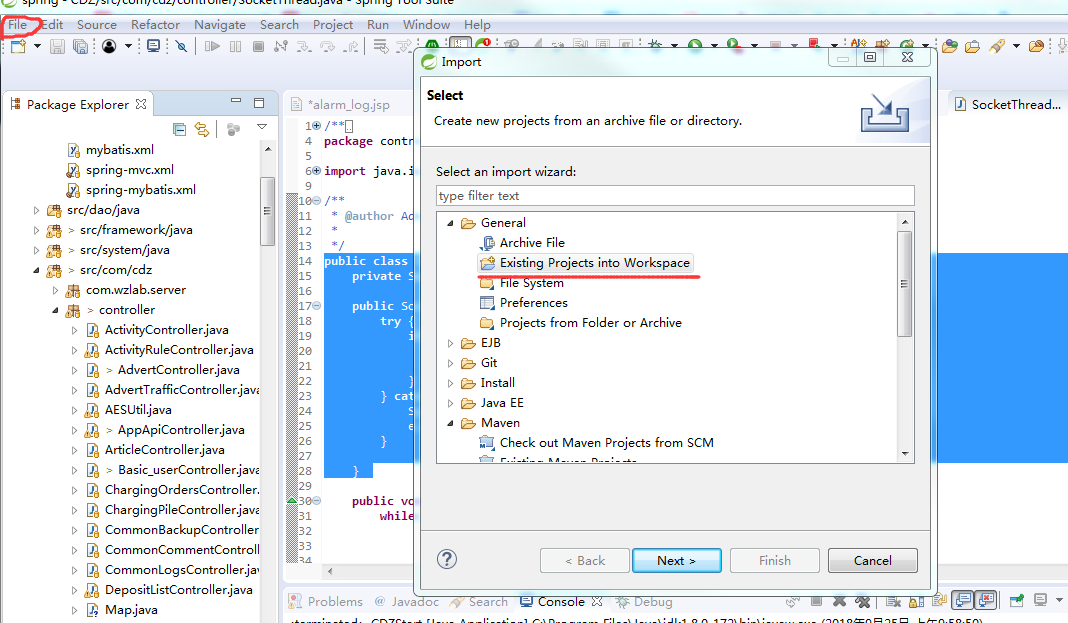 spring - CDZ/src/com/cdz/controller/SocketThread.java - Spring Tool Suite
File Edit Source Refactor Navigate Search Project Run Window Help
Package Explorer
mybatis.xml
spring-mvc.xml
spring-mybatis.xml
src/dao/java
> src/framework/java
> src/system/java
> src/com/cdz
com.wzlab.server
> controller
ActivityController.java
ActivityRuleController.java
> AdvertController.java
AdvertTrafficController.java
AESUtil.java
> AppApiController.java
ArticleController.java
> Basic_userController.java
ChargingOrdersController.
ChargingPileController.java
CommonBackupController
CommonCommentControll
CommonLogsController.jav
DepositListController.java
Map.java
*alarm_log.jsp
SocketThread...
1 /**
4 package contr
5
6 import java.i
9
10 /**
11 * @author Ad
12 *
13 */
14 public class
15 private S
16
17 public So
18 try {
19 i
20
21
22 }
23 } cat
24 S
25 e
26 }
27
28 }
29
30 public vo
31 while
32
33
34
Import
Select
Create new projects from an archive file or directory.
Select an import wizard:
type filter text
General
Archive File
Existing Projects into Workspace
File System
Preferences
Projects from Folder or Archive
EJB
Git
Install
Java EE
Maven
Check out Maven Projects from SCM
Existing Maven Projects
? < Back Next > Finish Cancel
Problems @ Javadoc Search Console Debug
<terminated> CDZStart [Java Application] C:\Program Files\Java\jdk1.8.0_172\bin\javaw.exe (2018年9月25日 上午9:58:50)